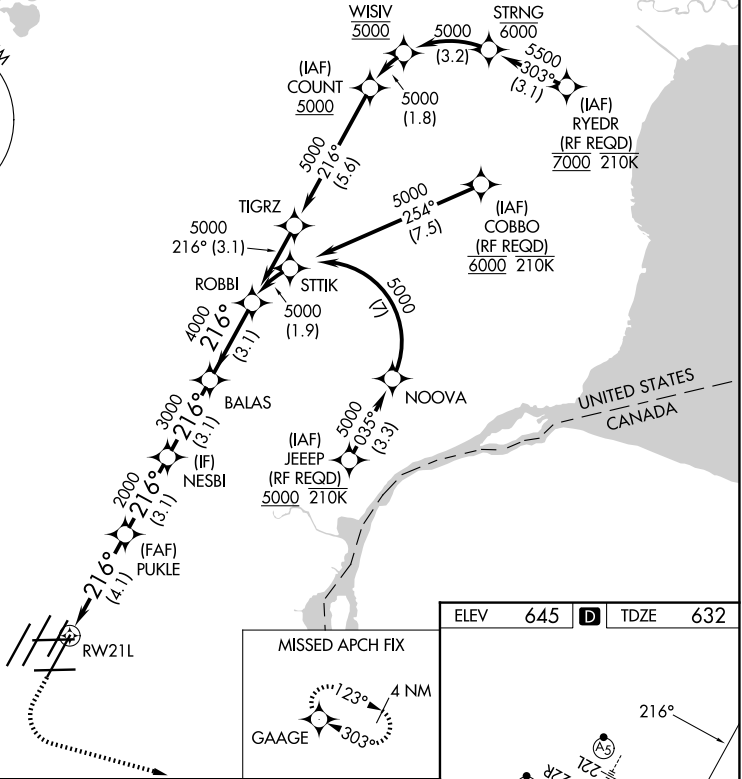 WISIV
5000
STRNG
6000
5000
(3.2)
5500
303°
(3.1)
(IAF)
COUNT
5000
5000
(1.8)
(IAF)
RYEDR
(RF REQD)
7000 210K
5000
216°
(5.6)
TIGRZ
5000
254°
(7.5)
(IAF)
COBBO
(RF REQD)
6000 210K
5000
216° (3.1)
ROBBI
STTIK
5000
(1.9)
5000
(7)
4000
216°
(3.1)
BALAS
NOOVA
UNITED STATES
CANADA
3000
216°
(3.1)
(IF)
NESBI
5000
035°
(3.3)
(IAF)
JEEEP
(RF REQD)
5000 210K
2000
216°
(3.1)
(FAF)
PUKLE
216°
(4.1)
RW21L
MISSED APCH FIX
123°
4 NM
GAAGE
303°
ELEV 645 D TDZE 632
216°
A5
22R
22L